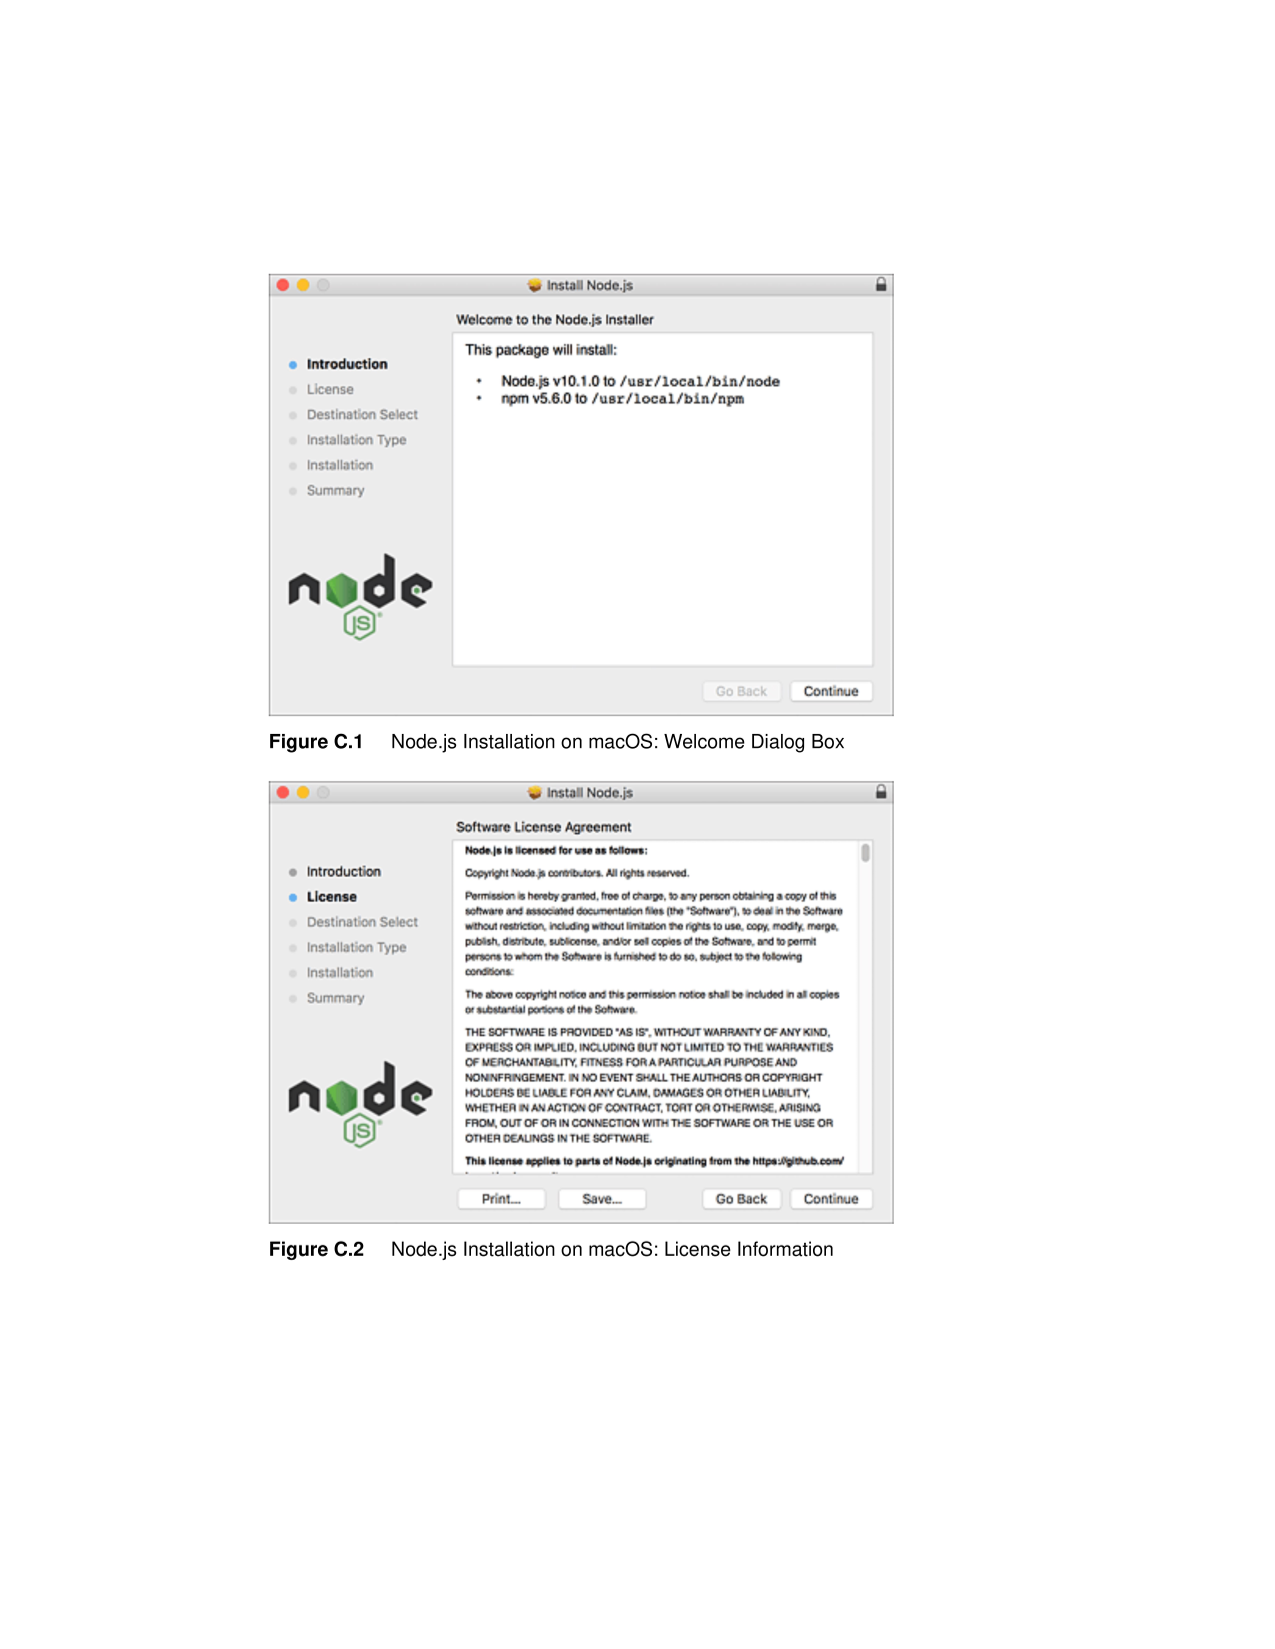 Install Node.js
Welcome to the Node.js Installer
Introduction
License
Destination Select
Installation Type
Installation
Summary
This package will install:
• Node.js v10.1.0 to /usr/local/bin/node
• npm v5.6.0 to /usr/local/bin/npm
node
JS®
Go Back Continue
Figure C.1 Node.js Installation on macOS: Welcome Dialog Box
Install Node.js
Software License Agreement
Introduction
License
Destination Select
Installation Type
Installation
Summary
Node.js is licensed for use as follows:
Copyright Node.js contributors. All rights reserved.
Permission is hereby granted, free of charge, to any person obtaining a copy of this
software and associated documentation files (the "Software"), to deal in the Software
without restriction, including without limitation the rights to use, copy, modify, merge,
publish, distribute, sublicense, and/or sell copies of the Software, and to permit
persons to whom the Software is furnished to do so, subject to the following
conditions:
The above copyright notice and this permission notice shall be included in all copies
or substantial portions of the Software.
THE SOFTWARE IS PROVIDED "AS IS", WITHOUT WARRANTY OF ANY KIND,
EXPRESS OR IMPLIED, INCLUDING BUT NOT LIMITED TO THE WARRANTIES
OF MERCHANTABILITY, FITNESS FOR A PARTICULAR PURPOSE AND
NONINFRINGEMENT. IN NO EVENT SHALL THE AUTHORS OR COPYRIGHT
HOLDERS BE LIABLE FOR ANY CLAIM, DAMAGES OR OTHER LIABILITY,
WHETHER IN AN ACTION OF CONTRACT, TORT OR OTHERWISE, ARISING
FROM, OUT OF OR IN CONNECTION WITH THE SOFTWARE OR THE USE OR
OTHER DEALINGS IN THE SOFTWARE.
This license applies to parts of Node.js originating from the https://github.com/
node
JS®
Print... Save... Go Back Continue
Figure C.2 Node.js Installation on macOS: License Information